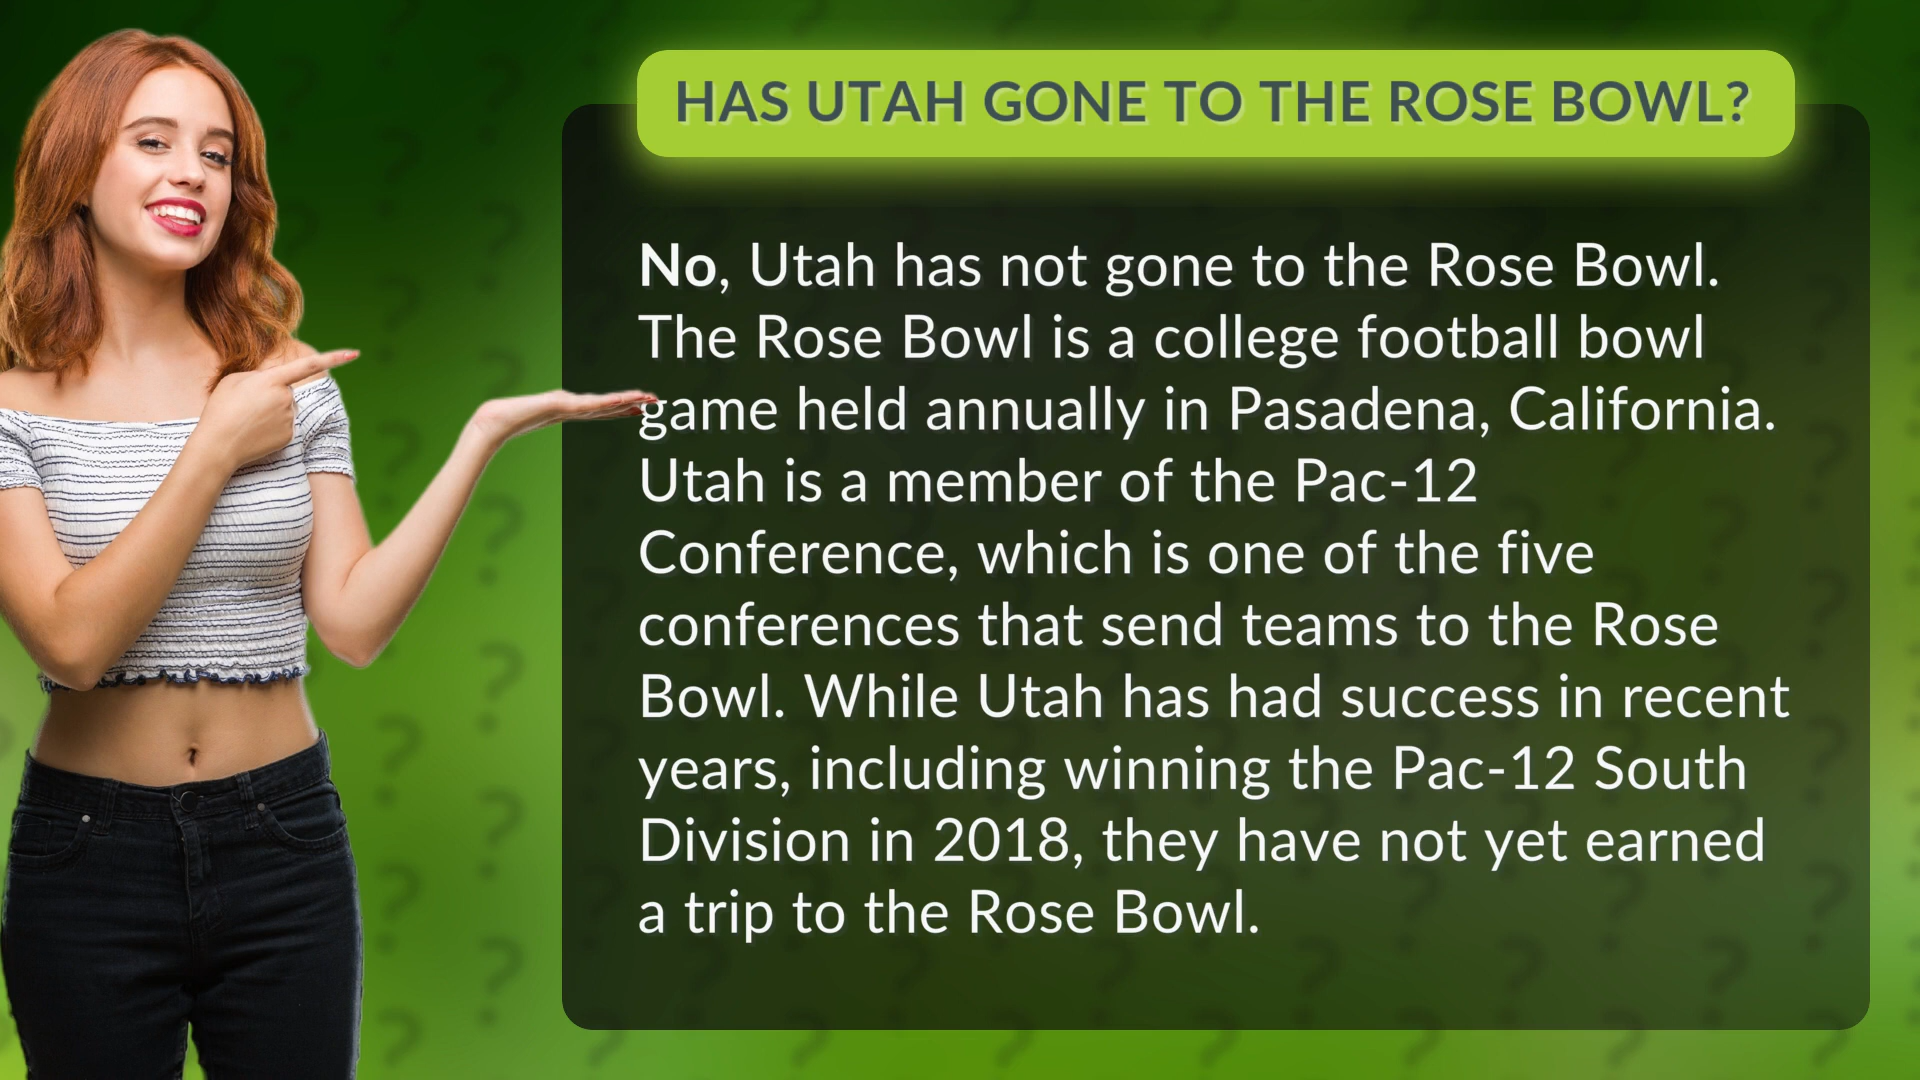 HAS UTAH GONE TO THE ROSE BOWL?
No, Utah has not gone to the Rose Bowl.
The Rose Bowl is a college football bowl
game held annually in Pasadena, California.
Utah is a member of the Pac-12
Conference, which is one of the five
conferences that send teams to the Rose
Bowl. While Utah has had success in recent
years, including winning the Pac-12 South
Division in 2018, they have not yet earned
a trip to the Rose Bowl.